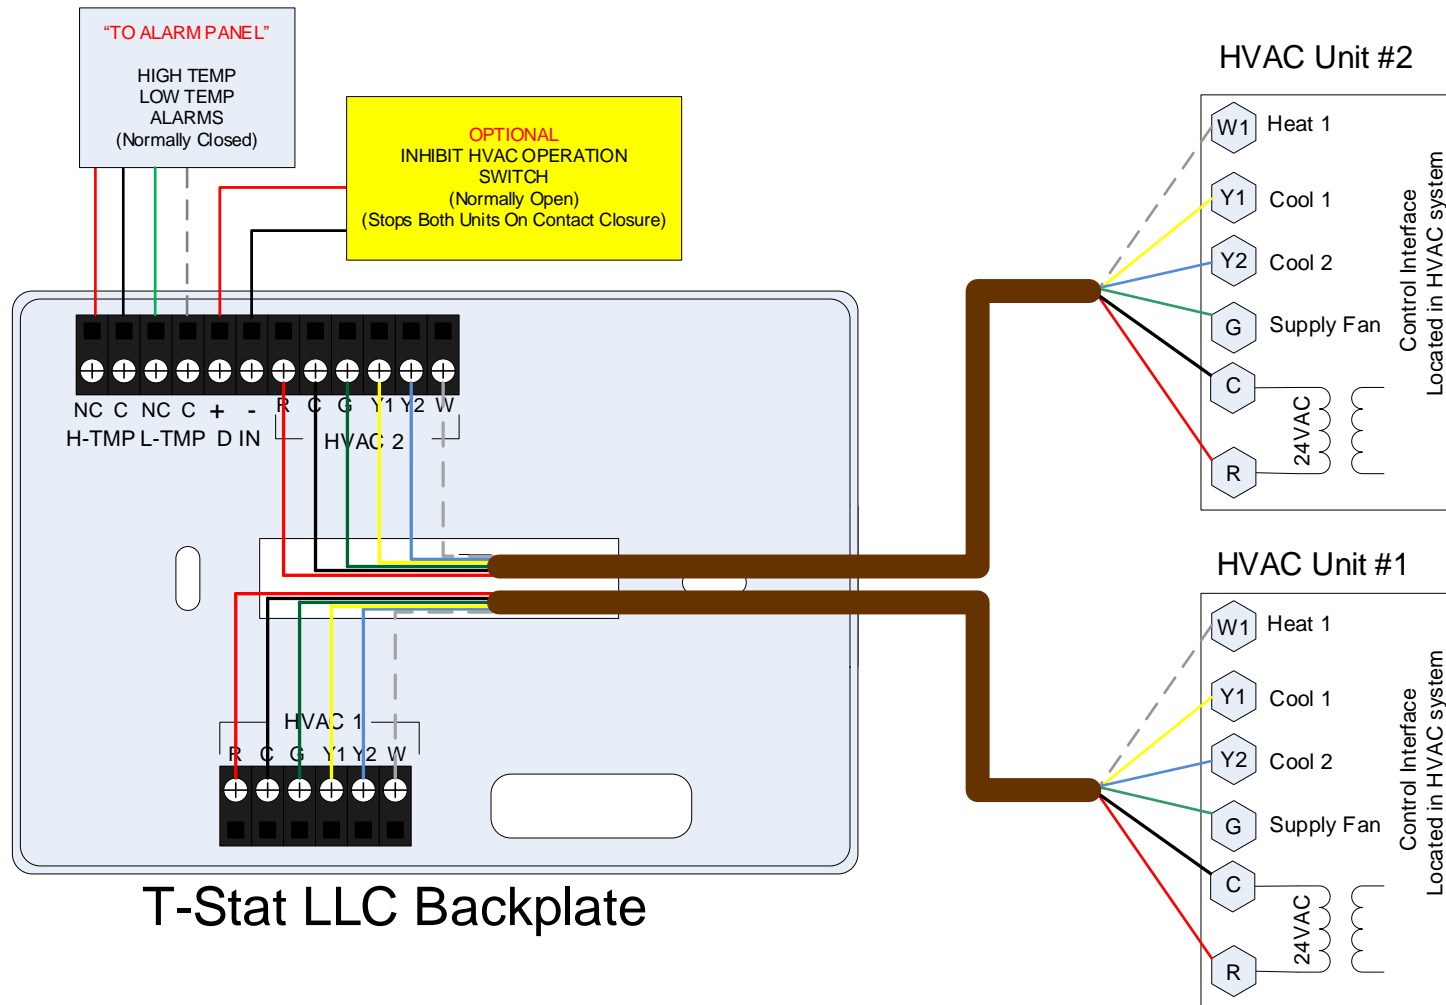 “TO ALARM PANEL”
HIGH TEMP
LOW TEMP
ALARMS
(Normally Closed)
OPTIONAL
INHIBIT HVAC OPERATION
SWITCH
(Normally Open)
(Stops Both Units On Contact Closure)
NC C NC C + - R C G Y1 Y2 W
H-TMP L-TMP D IN HVAC 2
HVAC 1
R C G Y1 Y2 W
T-Stat LLC Backplate
HVAC Unit #2
W1 Heat 1
Y1 Cool 1
Y2 Cool 2
G Supply Fan
C
R
24VAC
Control Interface
Located in HVAC system
HVAC Unit #1
W1 Heat 1
Y1 Cool 1
Y2 Cool 2
G Supply Fan
C
R
24VAC
Control Interface
Located in HVAC system